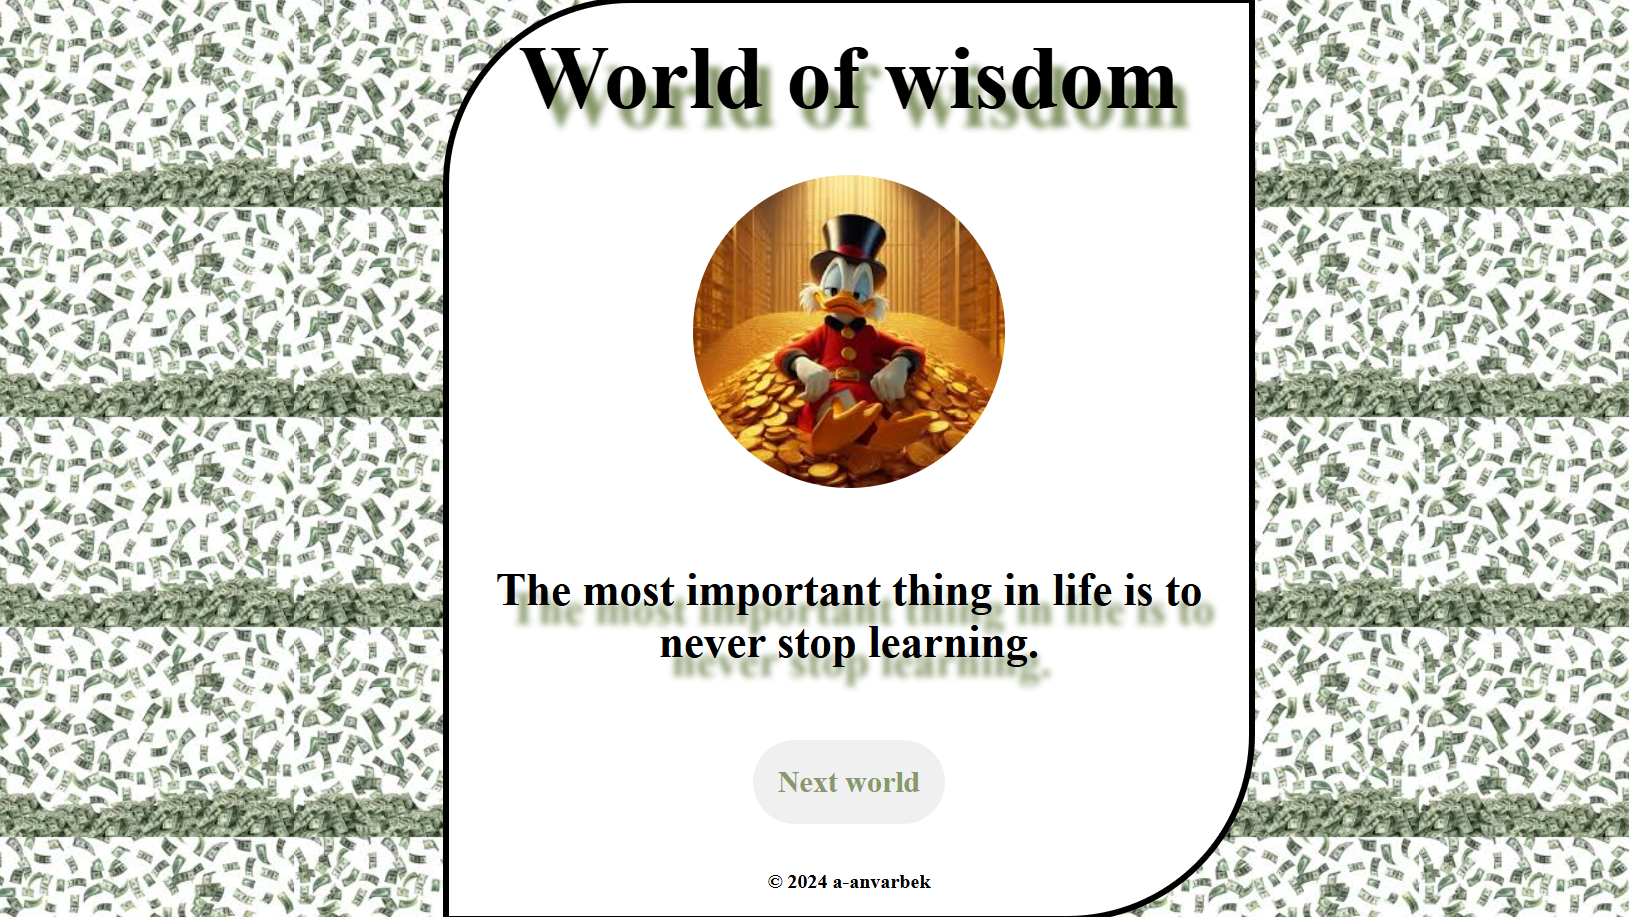 World of wisdom
The most important thing in life is to
never stop learning.
Next world
© 2024 a-anvarbek